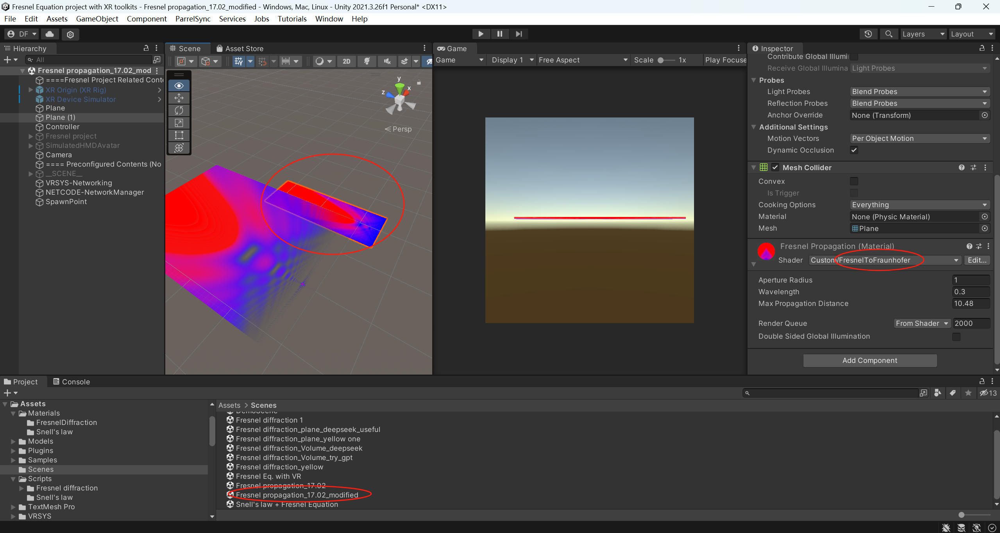 Fresnel Equation project with XR toolkits - Fresnel propagation_17.02_modified - Windows, Mac, Linux - Unity 2021.3.26f1 Personal* <DX11>
File Edit Assets GameObject Component ParrelSync Services Jobs Tutorials Window Help
DF
Layers
Layout
Hierarchy
All
Fresnel propagation_17.02_mod
====Fresnel Project Related Cont
XR Origin (XR Rig)
XR Device Simulator
Plane
Plane (1)
Controller
Fresnel project
SimulatedHMDAvatar
Camera
==== Preconfigured Contents (No
__SCENE__
VRSYS-Networking
NETCODE-NetworkManager
SpawnPoint
Scene
Asset Store
2D
y
x
z
Persp
Game
Game
Display 1
Free Aspect
Scale
1x
Play Focuse
Inspector
Contribute Global Illumi
Receive Global Illumina Light Probes
Probes
Light Probes Blend Probes
Reflection Probes Blend Probes
Anchor Override None (Transform)
Additional Settings
Motion Vectors Per Object Motion
Dynamic Occlusion
Mesh Collider
Convex
Is Trigger
Cooking Options Everything
Material None (Physic Material)
Mesh Plane
Fresnel Propagation (Material)
Shader Custom/FresnelToFraunhofer Edit...
Aperture Radius 1
Wavelength 0.3
Max Propagation Distance 10.48
Render Queue From Shader 2000
Double Sided Global Illumination
Add Component
Project
Console
13
Assets
Materials
FresnelDiffraction
Snell's law
Models
Plugins
Samples
Scenes
Scripts
Fresnel diffraction
Snell's law
TextMesh Pro
VRSYS
Assets > Scenes
DemoScene
Fresnel diffraction 1
Fresnel diffraction_plane_deepseek_useful
Fresnel diffraction_plane_yellow one
Fresnel diffraction_Volume_deepseek
Fresnel diffraction_Volume_try_gpt
Fresnel diffraction_yellow
Fresnel Eq. with VR
Fresnel propagation_17.02
Fresnel propagation_17.02_modified
Snell's law + Fresnel Equation